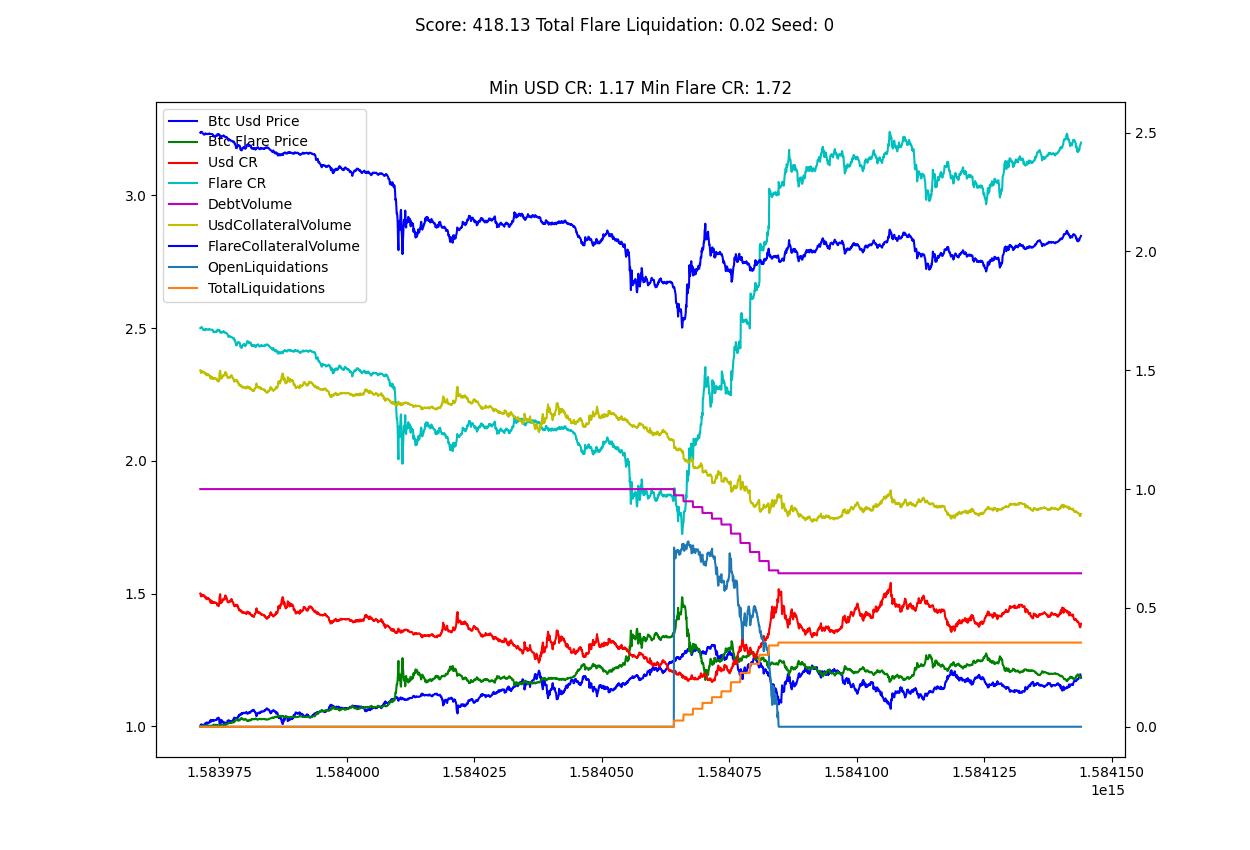 Score: 418.13 Total Flare Liquidation: 0.02 Seed: 0
Min USD CR: 1.17 Min Flare CR: 1.72
Btc Usd Price
Btc Flare Price
Usd CR
Flare CR
DebtVolume
UsdCollateralVolume
FlareCollateralVolume
OpenLiquidations
TotalLiquidations
3.0
2.5
2.0
1.5
1.0
2.5
2.0
1.5
1.0
0.5
0.0
1.583975
1.584000
1.584025
1.584050
1.584075
1.584100
1.584125
1.584150
1e15